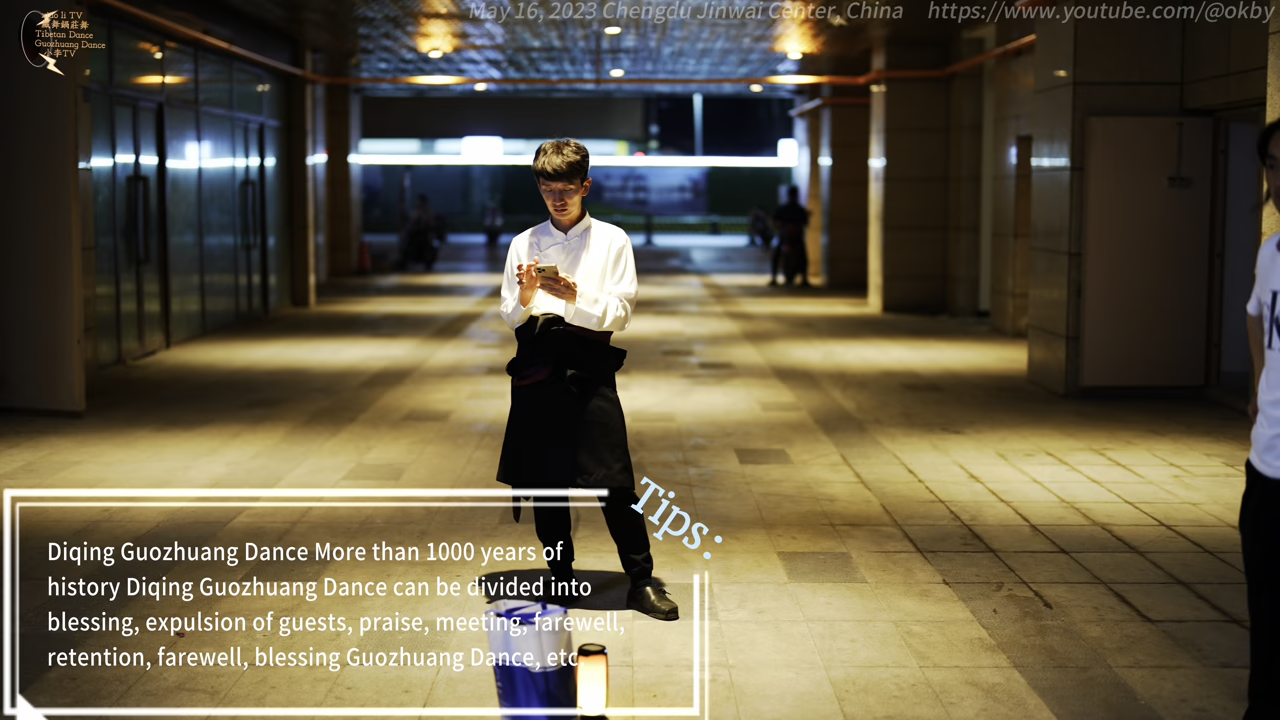 May 16, 2023 Chengdu Jinwai Center, China https://www.youtube.com/@okby
li TV
Tibetan Dance
Guozhuang Dance
Tips:
Diqing Guozhuang Dance More than 1000 years of
history Diqing Guozhuang Dance can be divided into
blessing, expulsion of guests, praise, meeting, farewell,
retention, farewell, blessing Guozhuang Dance, etc